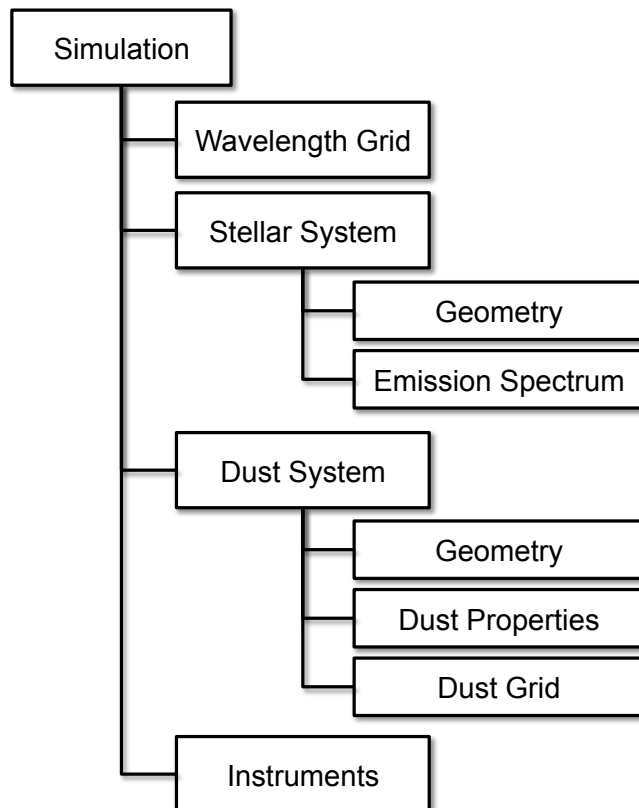 Simulation
Wavelength Grid
Stellar System
Geometry
Emission Spectrum
Dust System
Geometry
Dust Properties
Dust Grid
Instruments